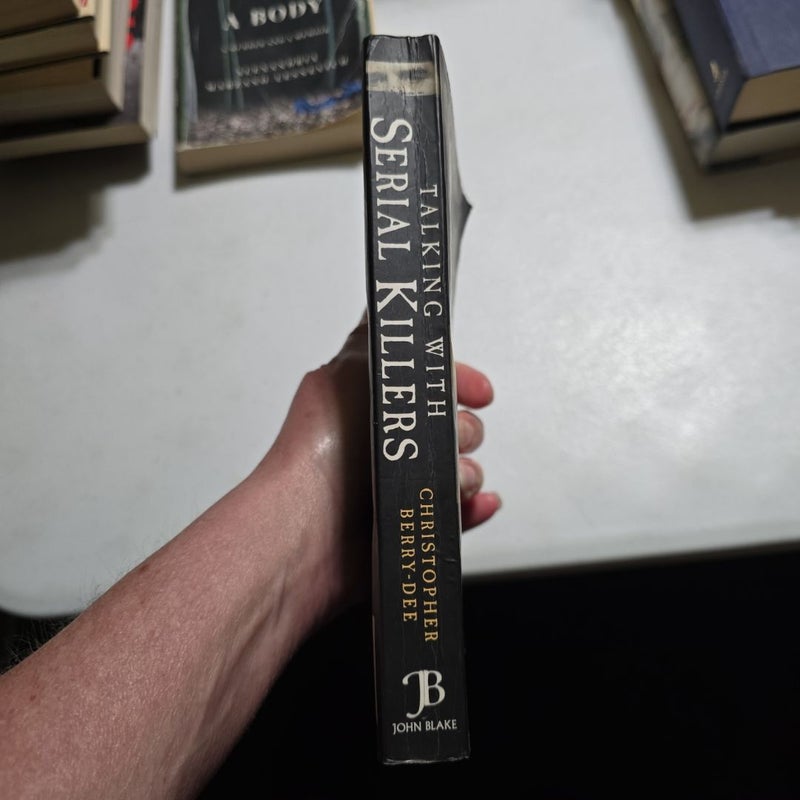 A BODY
TALKING WITH
SERIAL KILLERS
CHRISTOPHER
BERRY-DEE
JB
JOHN BLAKE